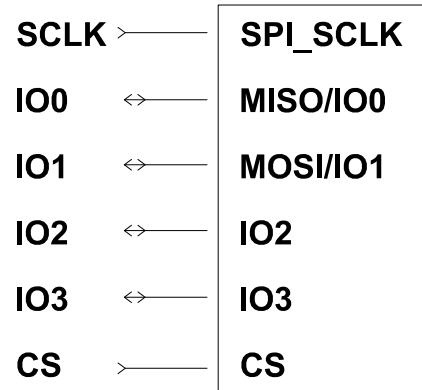 SCLK SPI_SCLK
IO0 MISO/IO0
IO1 MOSI/IO1
IO2 IO2
IO3 IO3
CS CS